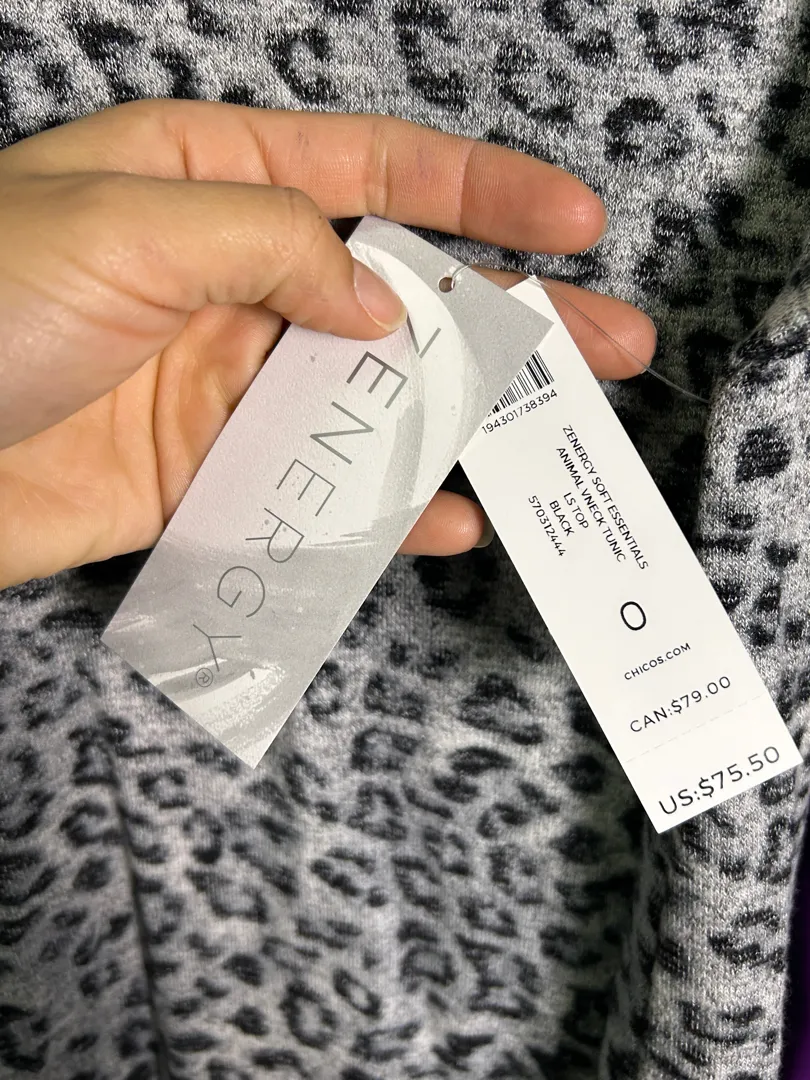 ZENERGY®
194301738394
ZENERGY SOFT ESSENTIALS
ANIMAL VNECK TUNIC
LS TOP
BLACK
570312444
0
CHICOS.COM
CAN:$79.00
US:$75.50